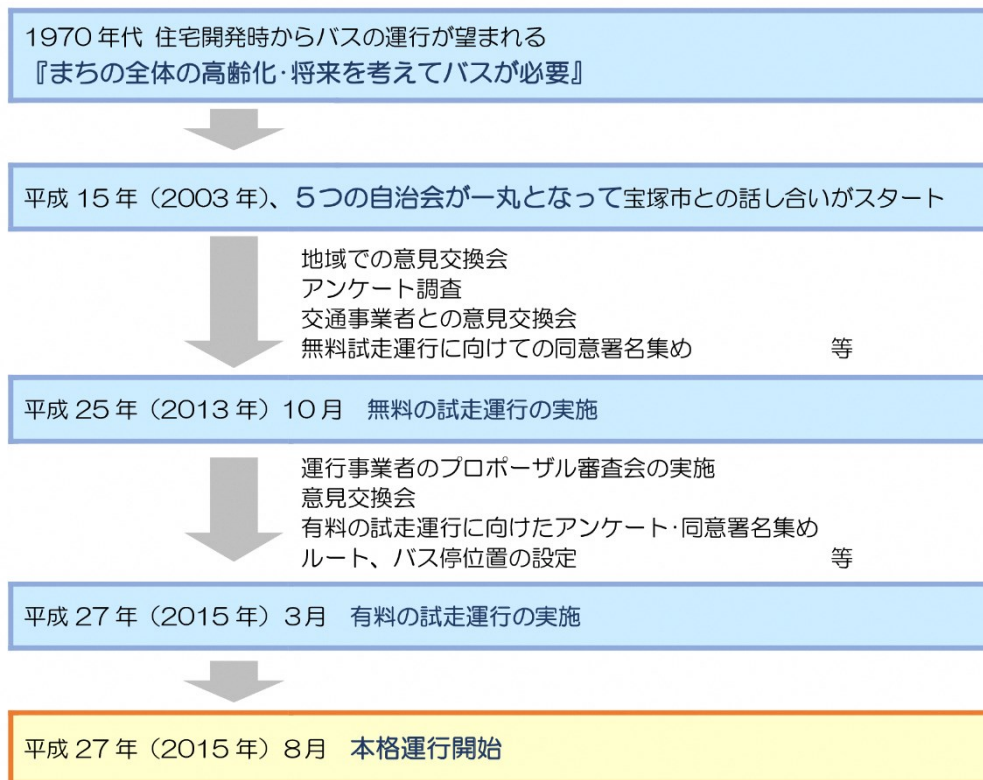 1970年代 住宅開発時からバスの運行が望まれる
『まちの全体の高齢化・将来を考えてバスが必要』
平成15年（2003年）、５つの自治会が一丸となって宝塚市との話し合いがスタート
地域での意見交換会
アンケート調査
交通事業者との意見交換会
無料試走運行に向けての同意署名集め　　　　　　等
平成25年（2013年）10月　無料の試走運行の実施
運行事業者のプロポーザル審査会の実施
意見交換会
有料の試走運行に向けたアンケート・同意署名集め
ルート、バス停位置の設定　　　　　　　　　　　等
平成27年（2015年）3月　有料の試走運行の実施
平成27年（2015年）8月　本格運行開始